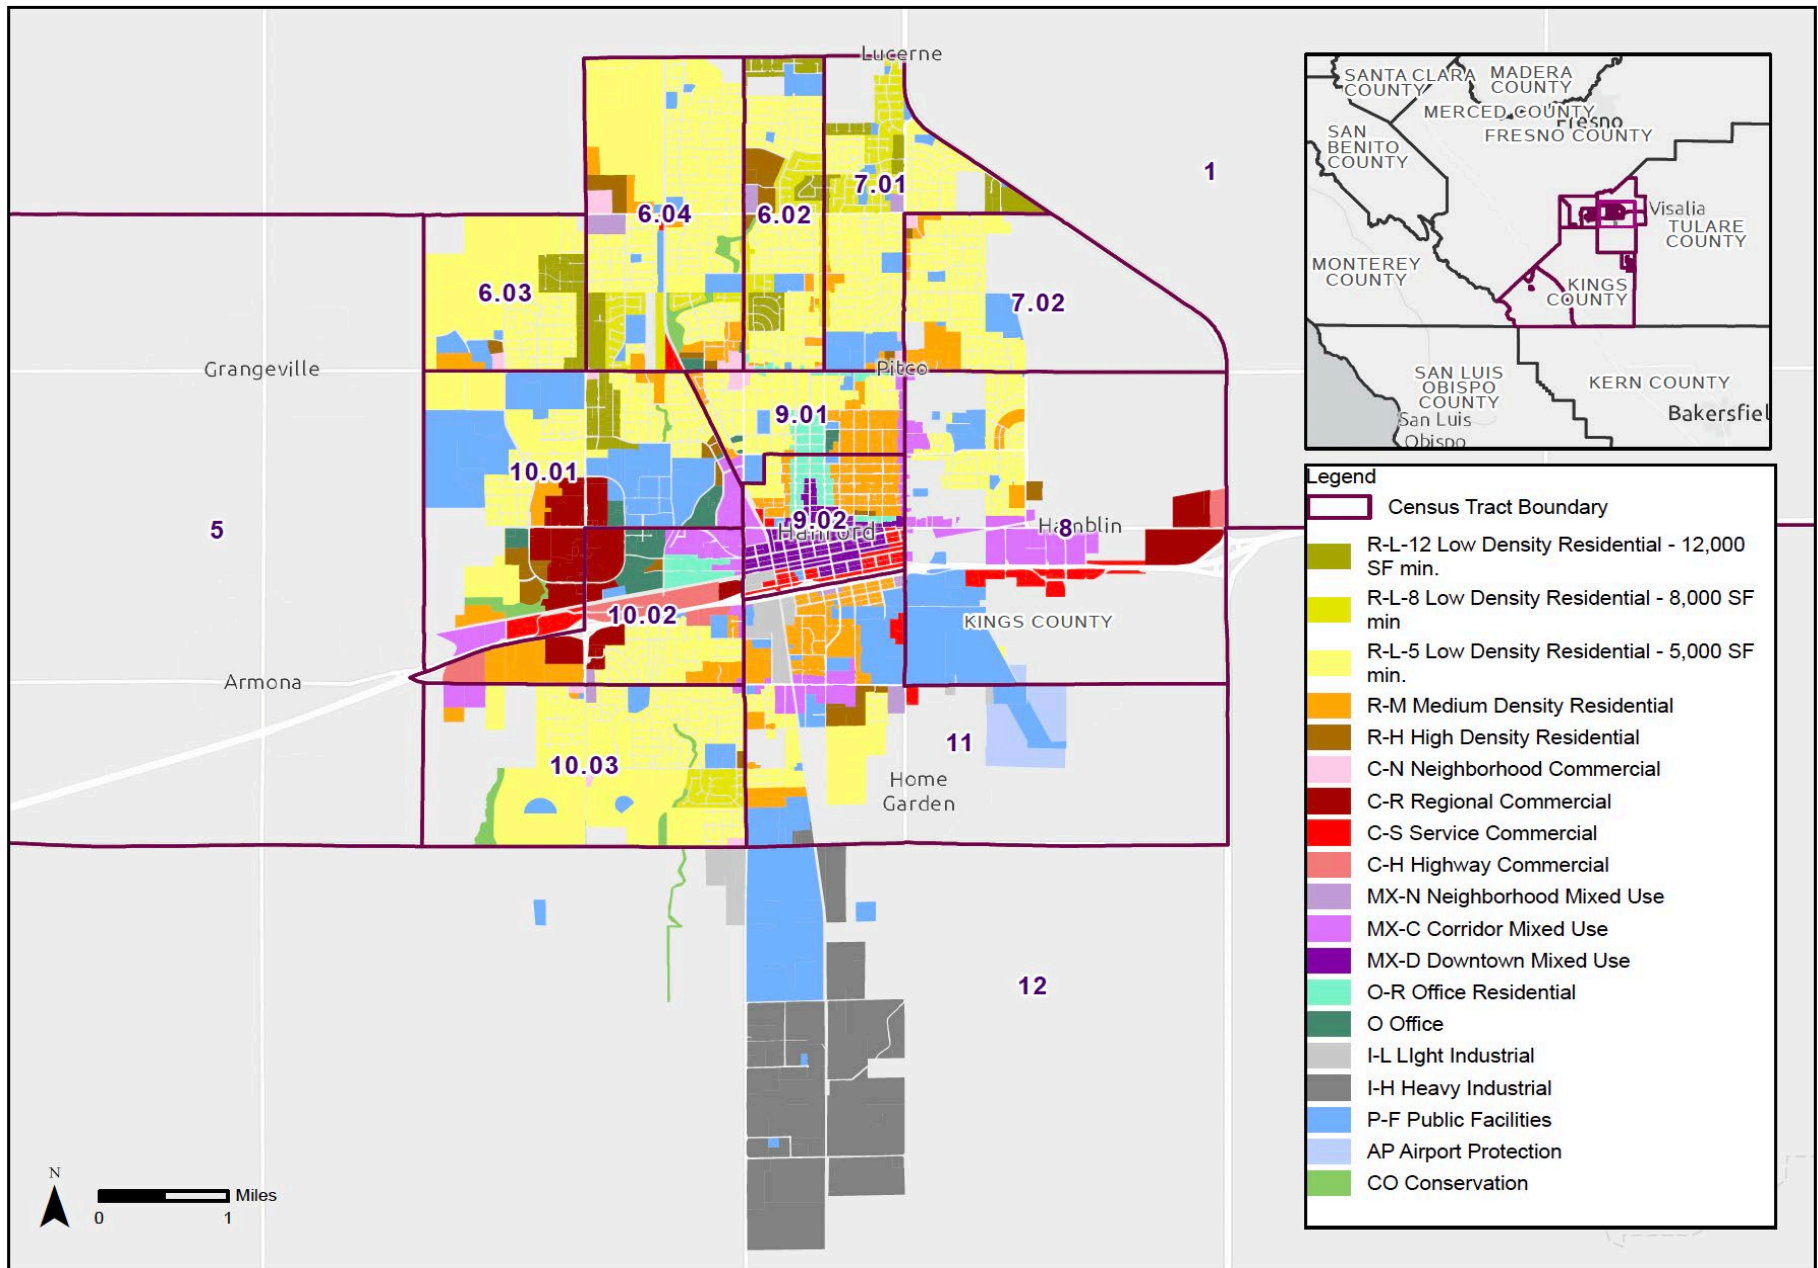 Lucerne
1
7.01
6.04
6.02
6.03
7.02
Grangeville
Pitco
9.01
10.01
5
9.02
Hanford
Hamblin
8
10.02
KINGS COUNTY
Armona
11
10.03
Home
Garden
12
N
Miles
0 1
SANTA CLARA
COUNTY
MADERA
COUNTY
MERCED COUNTY
Fresno
FRESNO COUNTY
SAN
BENITO
COUNTY
Visalia
TULARE
COUNTY
MONTEREY
COUNTY
KINGS
COUNTY
SAN LUIS
OBISPO
COUNTY
San Luis
Obispo
KERN COUNTY
Bakersfiel
Legend
Census Tract Boundary
R-L-12 Low Density Residential - 12,000
SF min.
R-L-8 Low Density Residential - 8,000 SF
min
R-L-5 Low Density Residential - 5,000 SF
min.
R-M Medium Density Residential
R-H High Density Residential
C-N Neighborhood Commercial
C-R Regional Commercial
C-S Service Commercial
C-H Highway Commercial
MX-N Neighborhood Mixed Use
MX-C Corridor Mixed Use
MX-D Downtown Mixed Use
O-R Office Residential
O Office
I-L LIght Industrial
I-H Heavy Industrial
P-F Public Facilities
AP Airport Protection
CO Conservation